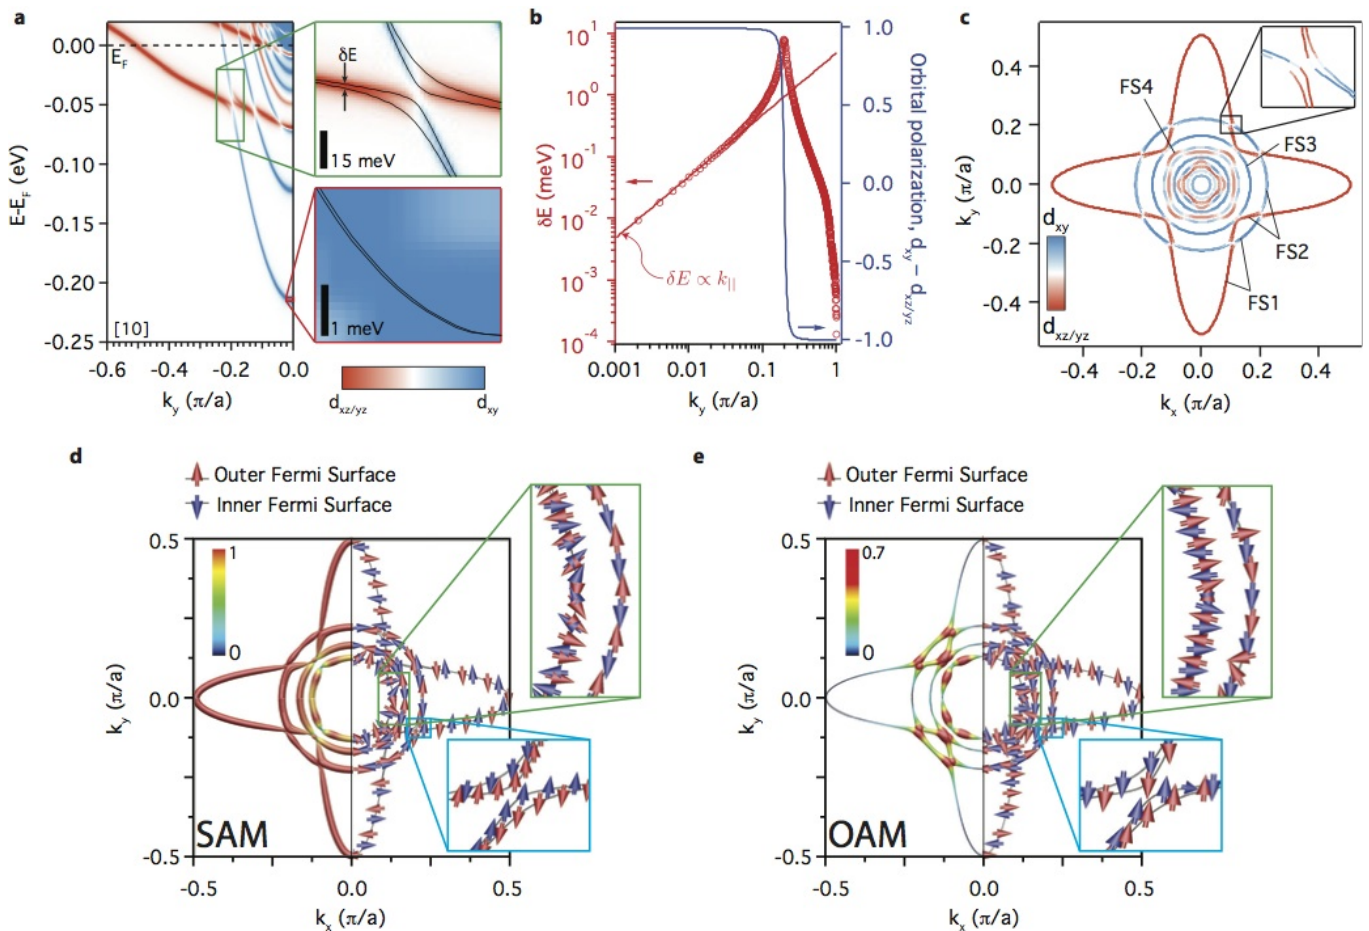 a
0.00
E_F
-0.05
-0.10
-0.15
-0.20
-0.25
E-E_F (eV)
[10]
-0.6
-0.4
-0.2
0.0
k_y (π/a)
δE
15 meV
1 meV
d_xz/yz
d_xy
b
10^1
10^0
10^-1
10^-2
10^-3
10^-4
δE (meV)
δE ∝ k_||
0.001
0.01
0.1
1
k_y (π/a)
1.0
0.5
0.0
-0.5
-1.0
Orbital polarization, d_xy – d_xz/yz
c
0.4
0.2
0.0
-0.2
-0.4
k_y (π/a)
FS4
FS3
FS2
FS1
d_xy
d_xz/yz
-0.4
-0.2
0.0
0.2
0.4
k_x (π/a)
d
Outer Fermi Surface
Inner Fermi Surface
0.5
0.0
-0.5
k_y (π/a)
1
0
SAM
-0.5
0.0
0.5
k_x (π/a)
e
Outer Fermi Surface
Inner Fermi Surface
0.5
0.0
-0.5
k_y (π/a)
0.7
0
OAM
-0.5
0.0
0.5
k_x (π/a)